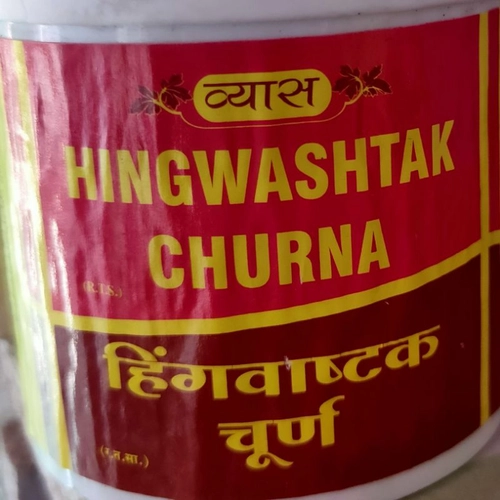 व्यास
HINGWASHTAK
CHURNA
(R.T.S.)
हिंगवाष्टक
चूर्ण
(र.त.सा.)